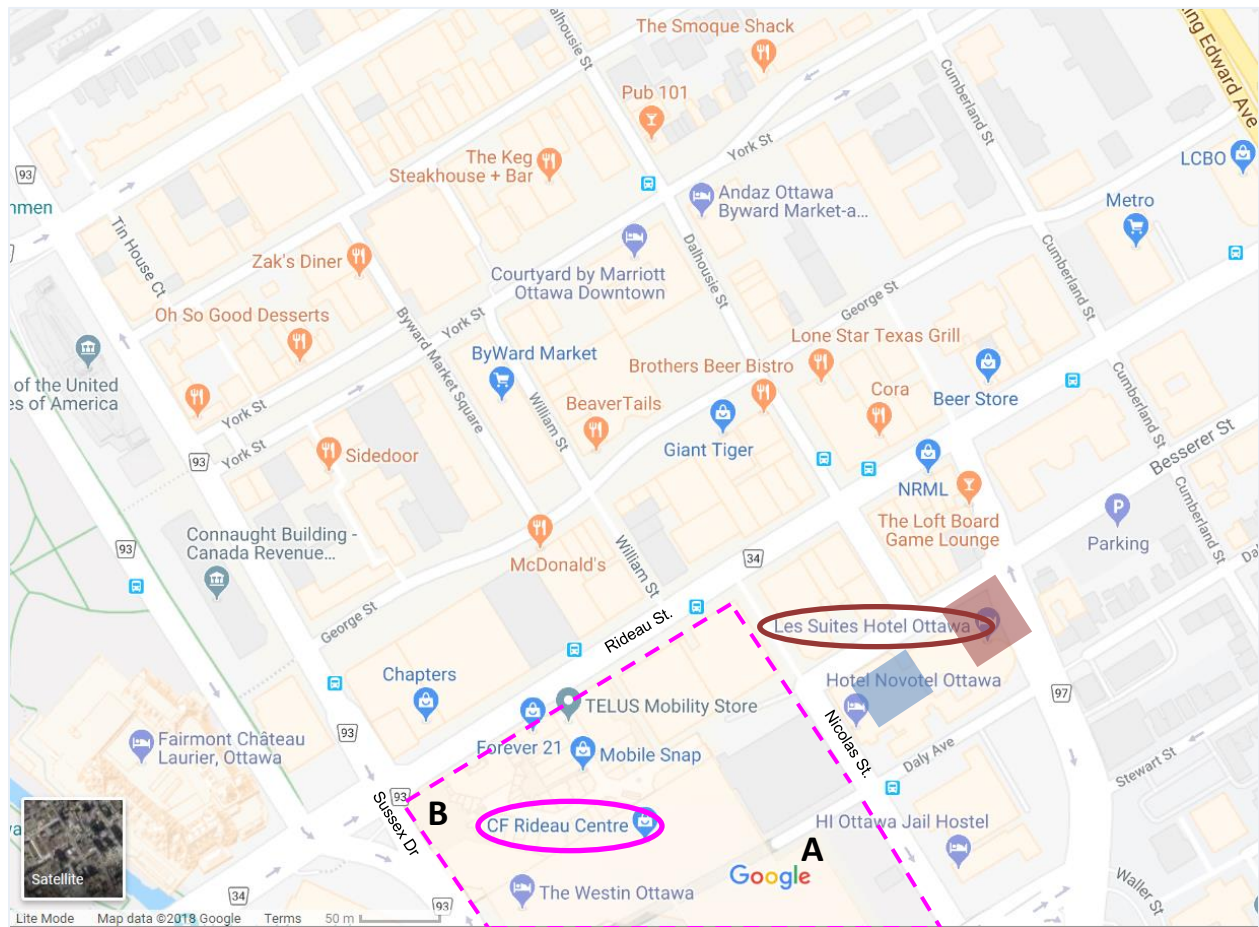 Dalhousie St
The Smoque Shack
King Edward Ave
Pub 101
Cumberland St
York St
LCBO
The Keg
Steakhouse + Bar
93
Andaz Ottawa
Byward Market-a...
Metro
nmen
Tin House Ct
Dalhousie St
Cumberland St
Zak's Diner
Courtyard by Marriott
Ottawa Downtown
George St
Oh So Good Desserts
York St
Byward Market Square
Lone Star Texas Grill
ByWard Market
Brothers Beer Bistro
of the United
es of America
BeaverTails
Cora
Beer Store
Cumberland St
York St
William St
Giant Tiger
Besserer St
93
York St
Sidedoor
NRML
Cumberland St
The Loft Board
Game Lounge
P
Parking
Connaught Building -
Canada Revenue...
93
McDonald's
William St
34
George St
Rideau St.
Les Suites Hotel Ottawa
Chapters
Hotel Novotel Ottawa
97
TELUS Mobility Store
Nicolas St.
Fairmont Château
Laurier, Ottawa
93
Forever 21
Mobile Snap
Daly Ave
Stewart St
93
B
Sussex Dr
CF Rideau Centre
HI Ottawa Jail Hostel
A
Google
Satellite
The Westin Ottawa
Waller St
34
93
Lite Mode
Map data ©2018 Google
Terms
50 m